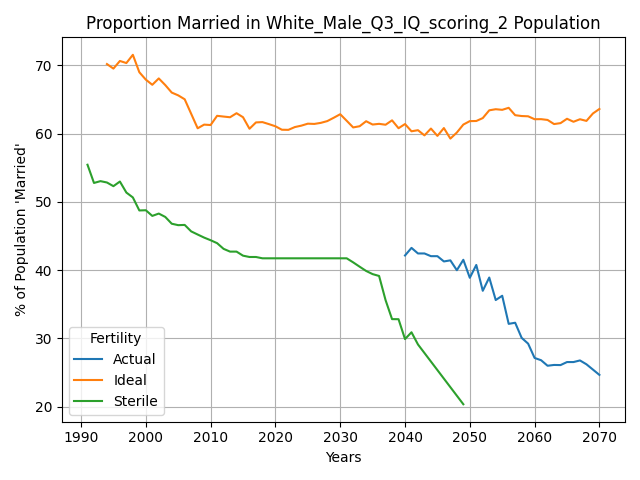 Proportion Married in White_Male_Q3_IQ_scoring_2 Population
% of Population 'Married'
70
60
50
40
30
20
Fertility
Actual
Ideal
Sterile
1990 2000 2010 2020 2030 2040 2050 2060 2070
Years